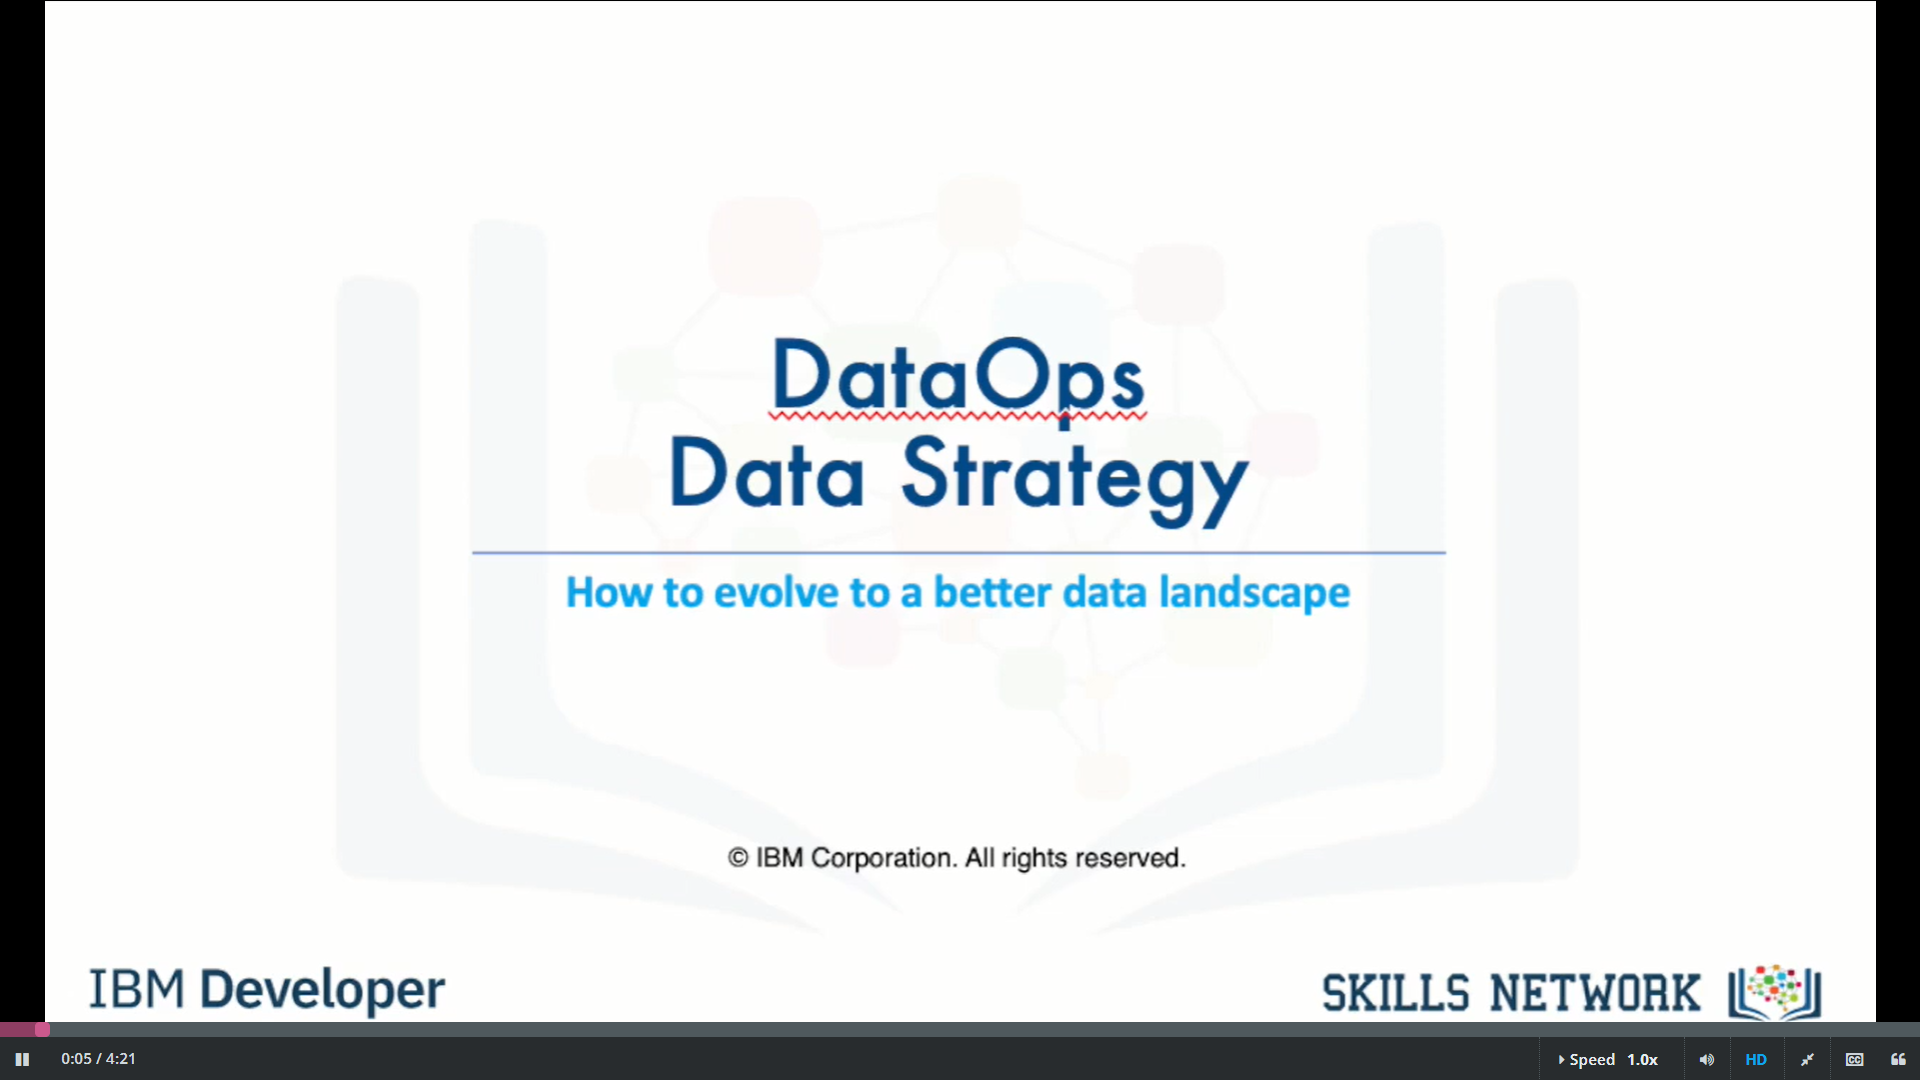 DataOps
Data Strategy
How to evolve to a better data landscape
© IBM Corporation. All rights reserved.
IBM Developer
SKILLS NETWORK
0:05 / 4:21
Speed 1.0x
HD
CC